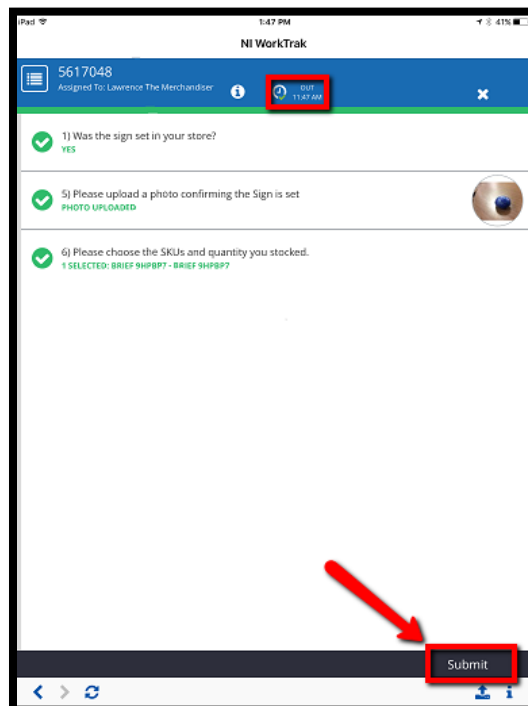 iPad 1:47 PM 41%
NI WorkTrak
5617048
Assigned To: Lawrence The Merchandiser
OUT
11:47 AM
1) Was the sign set in your store?
YES
5) Please upload a photo confirming the Sign is set
PHOTO UPLOADED
6) Please choose the SKUs and quantity you stocked.
1 SELECTED: BRIEF 9HPBP7 - BRIEF 9HPBP7
Submit